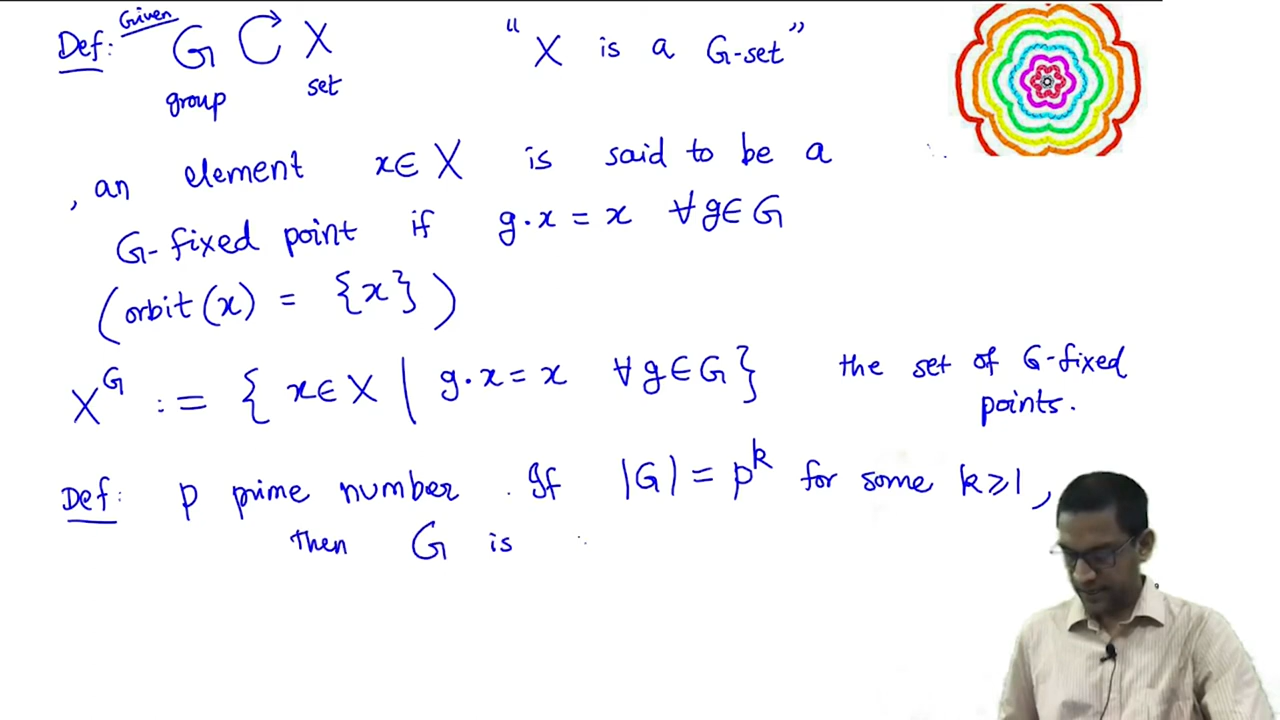 Def: Given G ⟳ X "X is a G-set"
group set
, an element x∈X is said to be a
G-fixed point if g·x = x ∀g∈G
(orbit(x) = {x})
X^G := { x∈X | g·x = x ∀g∈G } the set of G-fixed
points.
Def: p prime number. If |G| = p^k for some k≥1,
then G is